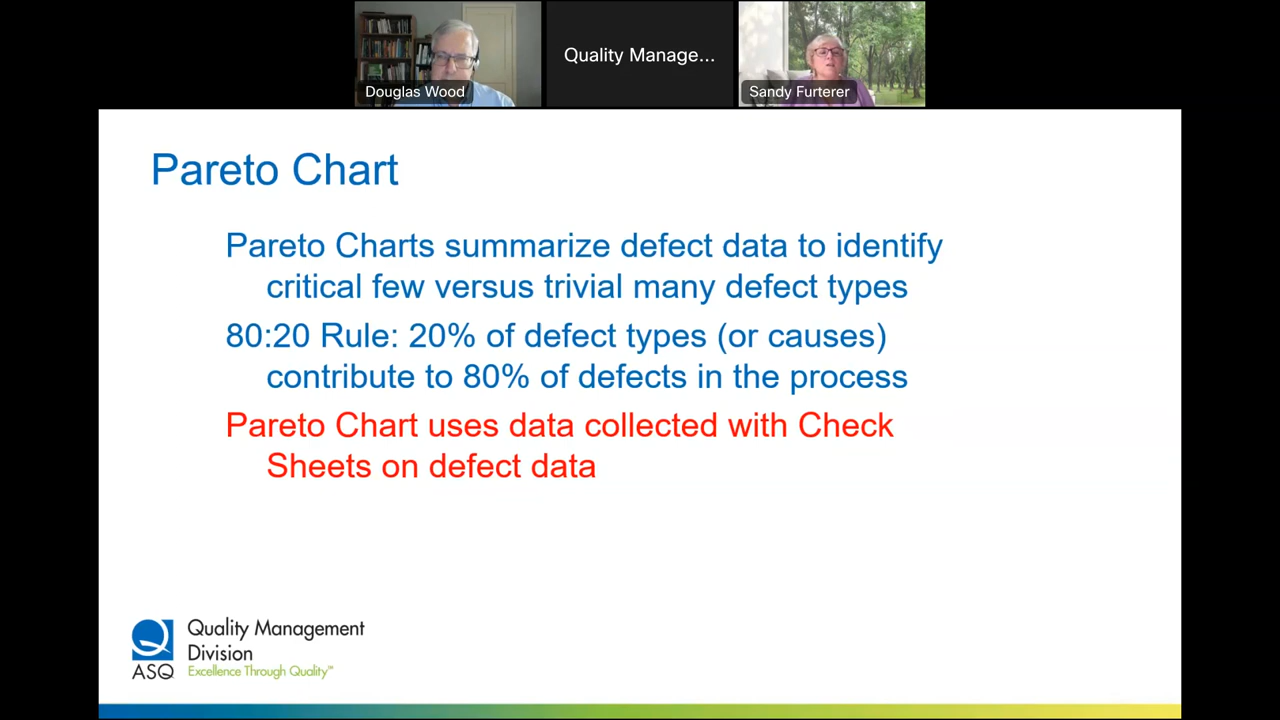 Quality Manage...
Douglas Wood
Sandy Furterer
Pareto Chart
Pareto Charts summarize defect data to identify
critical few versus trivial many defect types
80:20 Rule: 20% of defect types (or causes)
contribute to 80% of defects in the process
Pareto Chart uses data collected with Check
Sheets on defect data
Quality Management
Division
ASQ
Excellence Through Quality™